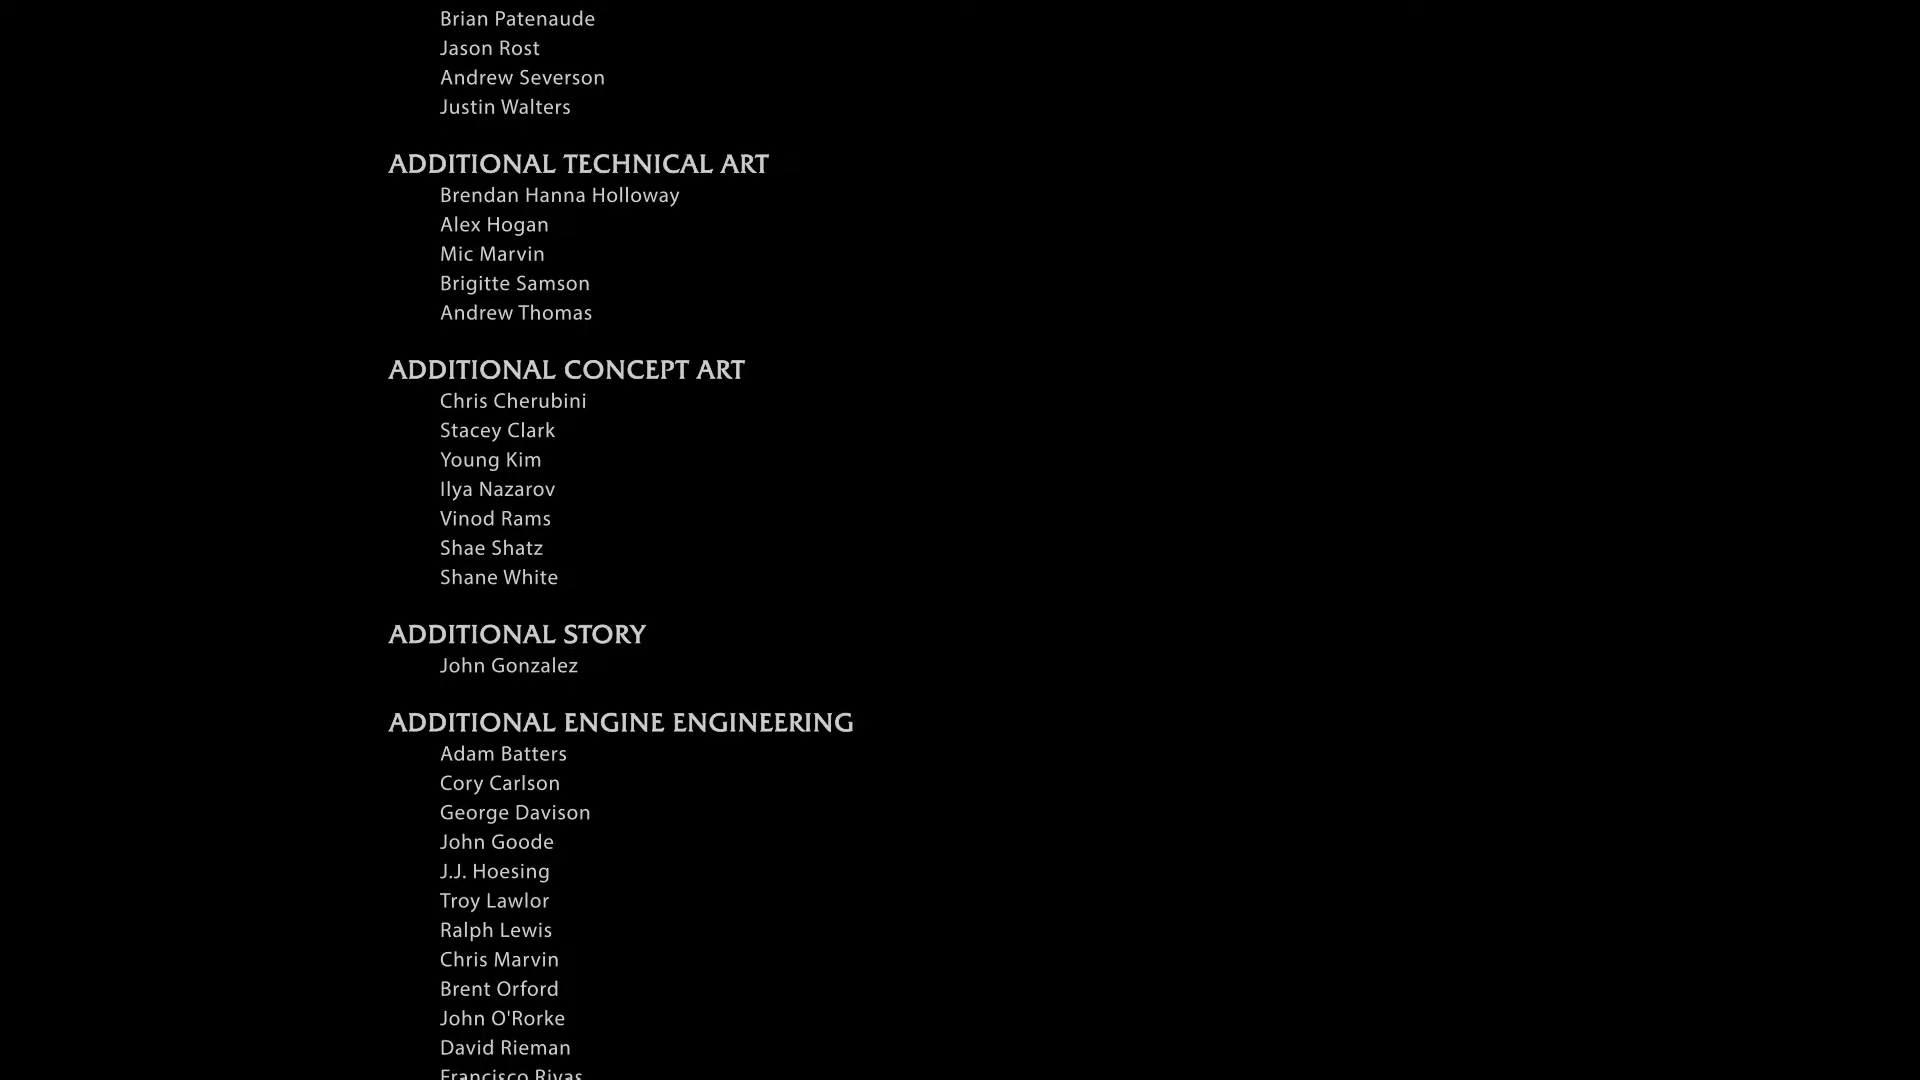 Brian Patenaude
Jason Rost
Andrew Severson
Justin Walters
ADDITIONAL TECHNICAL ART
Brendan Hanna Holloway
Alex Hogan
Mic Marvin
Brigitte Samson
Andrew Thomas
ADDITIONAL CONCEPT ART
Chris Cherubini
Stacey Clark
Young Kim
Ilya Nazarov
Vinod Rams
Shae Shatz
Shane White
ADDITIONAL STORY
John Gonzalez
ADDITIONAL ENGINE ENGINEERING
Adam Batters
Cory Carlson
George Davison
John Goode
J.J. Hoesing
Troy Lawlor
Ralph Lewis
Chris Marvin
Brent Orford
John O'Rorke
David Rieman
Francisco Rivas